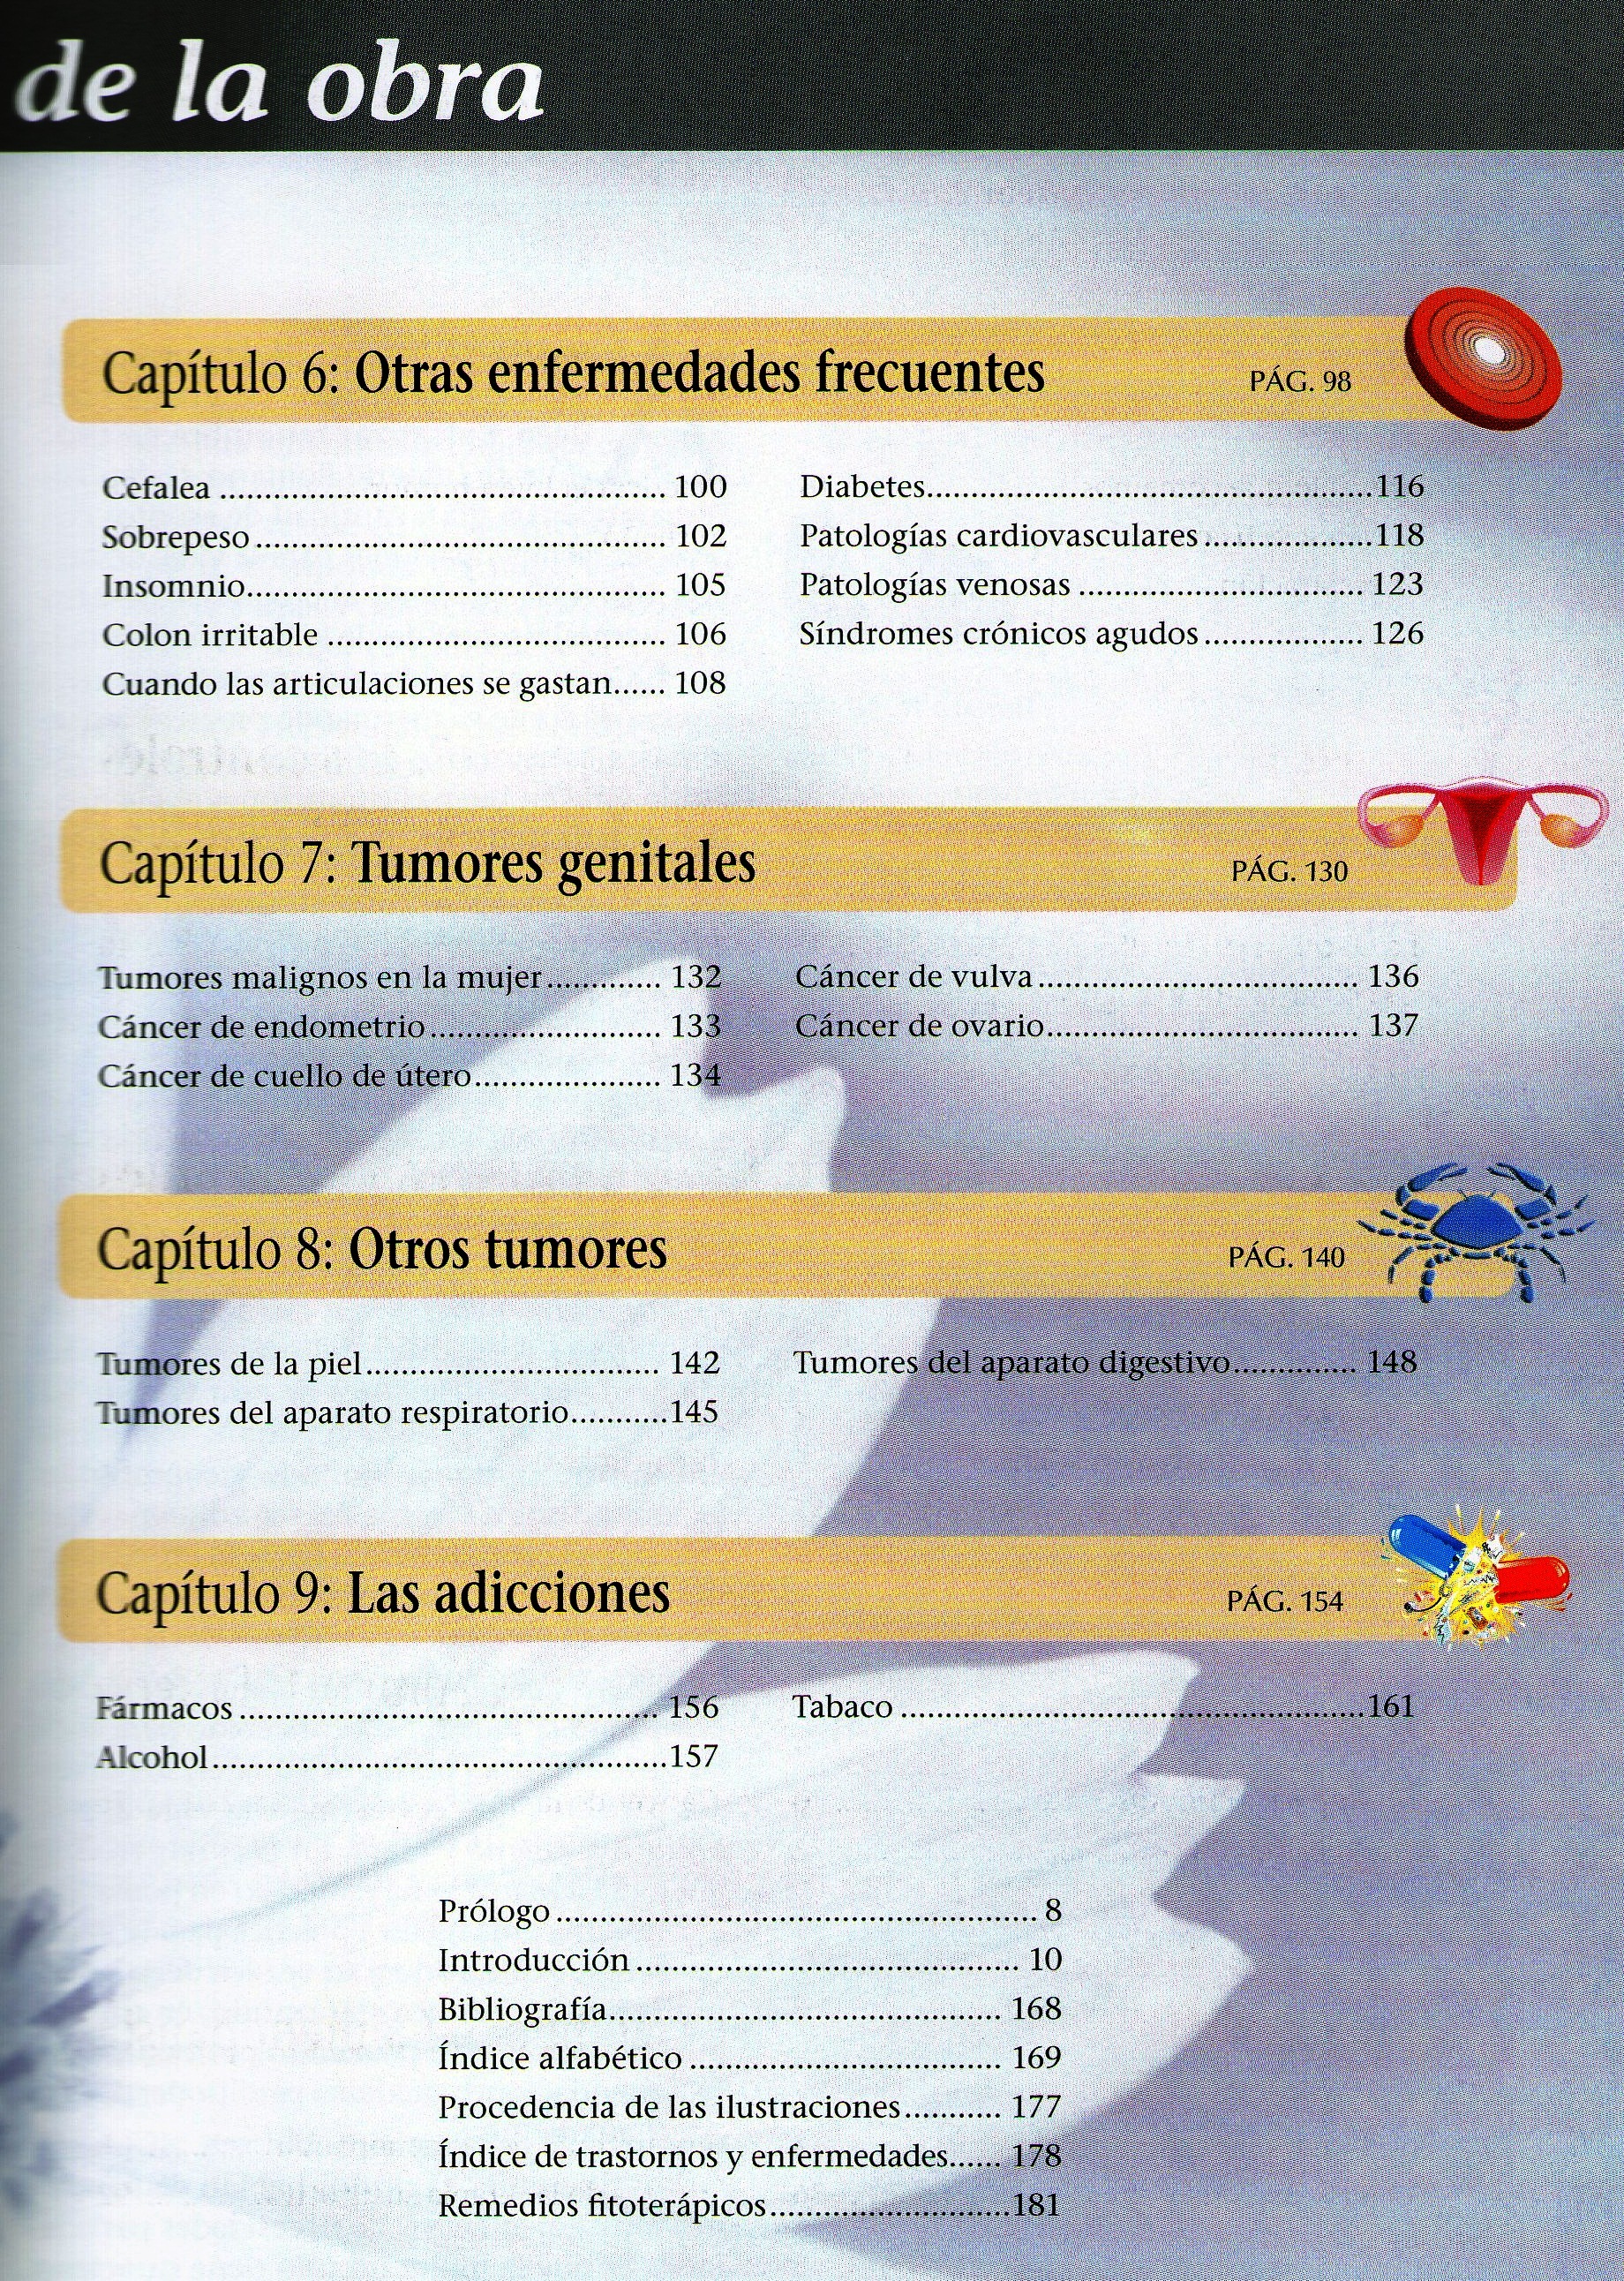 de la obra
Capítulo 6: Otras enfermedades frecuentes PÁG. 98
Cefalea ........................................................ 100
Sobrepeso ................................................... 102
Insomnio.................................................... 105
Colon irritable .......................................... 106
Cuando las articulaciones se gastan...... 108
Diabetes.......................................................116
Patologías cardiovasculares .....................118
Patologías venosas ................................... 123
Síndromes crónicos agudos .................... 126
Capítulo 7: Tumores genitales PÁG. 130
Tumores malignos en la mujer ............. 132
Cáncer de endometrio ............................ 133
Cáncer de cuello de útero....................... 134
Cáncer de vulva ....................................... 136
Cáncer de ovario...................................... 137
Capítulo 8: Otros tumores PÁG. 140
Tumores de la piel.................................... 142
Tumores del aparato respiratorio...........145
Tumores del aparato digestivo............... 148
Capítulo 9: Las adicciones PÁG. 154
Fármacos .................................................... 156
Alcohol........................................................157
Tabaco .........................................................161
Prólogo ........................................................... 8
Introducción ............................................... 10
Bibliografía................................................ 168
Índice alfabético ...................................... 169
Procedencia de las ilustraciones............ 177
Índice de trastornos y enfermedades...... 178
Remedios fitoterápicos.............................181